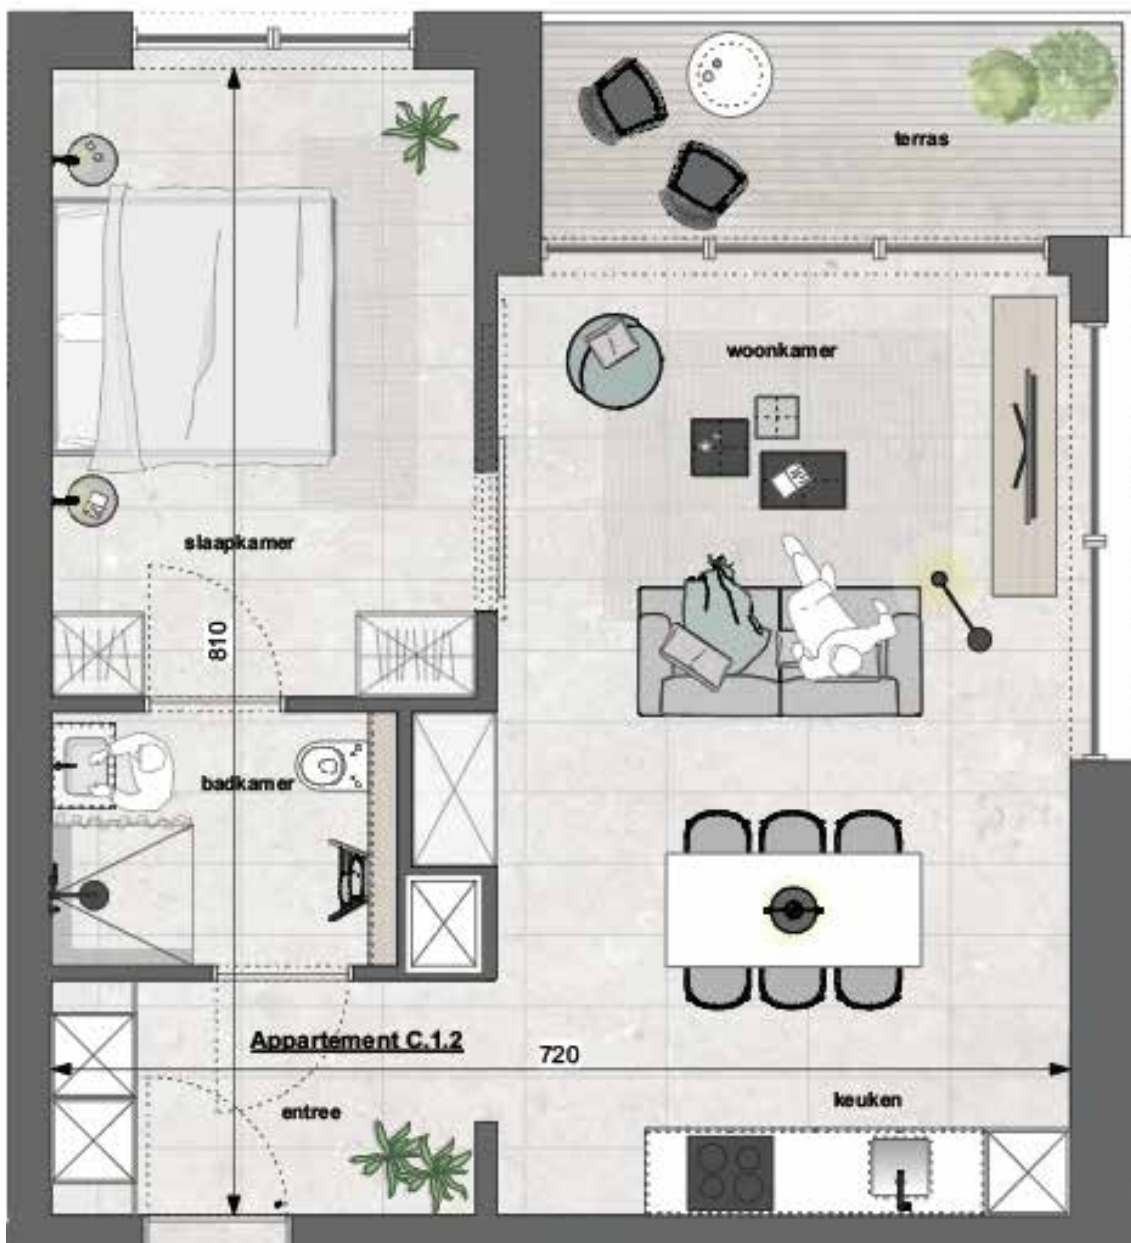 terras
woonkamer
slaapkamer
810
badkamer
Appartement C.1.2
720
keuken
entree